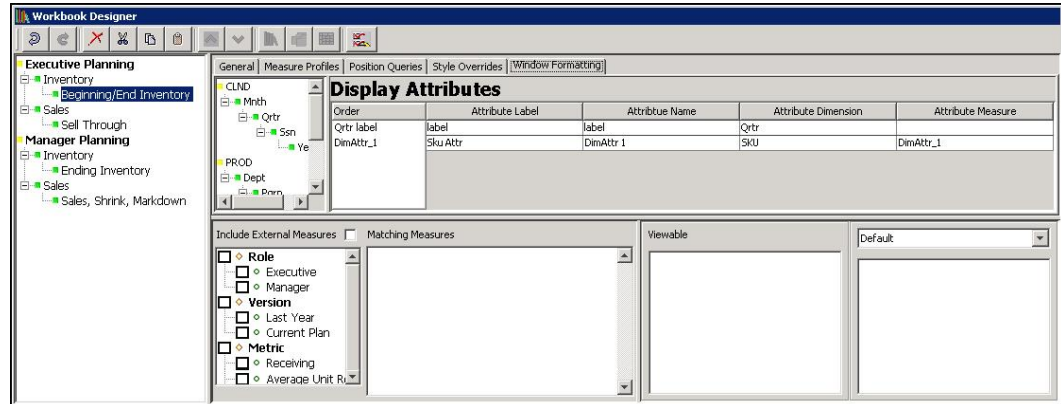 Workbook Designer
Executive Planning
Inventory
Beginning/End Inventory
Sales
Sell Through
Manager Planning
Inventory
Ending Inventory
Sales
Sales, Shrink, Markdown
General Measure Profiles Position Queries Style Overrides Window Formatting
CLND
Mnth
Qrtr
Ssn
Ye
PROD
Dept
Display Attributes
Order Attribute Label Attribtue Name Attribute Dimension Attribute Measure
Qrtr label label label Qrtr
DimAttr_1 Sku Attr DimAttr 1 SKU DimAttr_1
Include External Measures Matching Measures Viewable Default
Role
Executive
Manager
Version
Last Year
Current Plan
Metric
Receiving
Average Unit